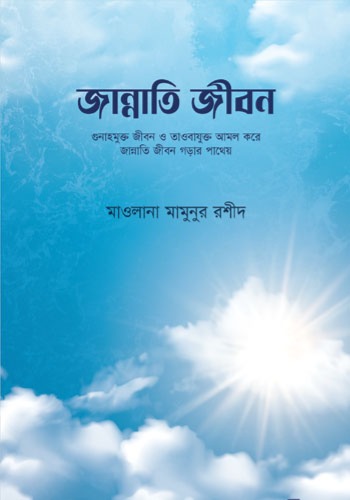 জান্নাতি জীবন
গুনাহমুক্ত জীবন ও তাওবাযুক্ত আমল করে
জান্নাতি জীবন গড়ার পাথেয়
মাওলানা মামুনুর রশীদ